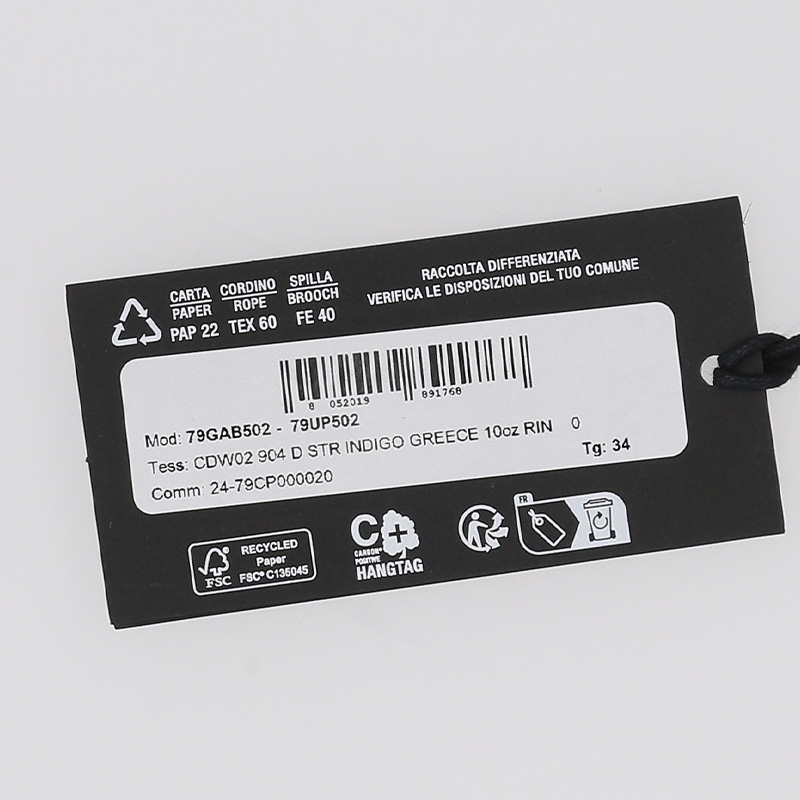 CARTA
PAPER
PAP 22
CORDINO
ROPE
TEX 60
SPILLA
BROOCH
FE 40
RACCOLTA DIFFERENZIATA
VERIFICA LE DISPOSIZIONI DEL TUO COMUNE
8 052019 891768
Mod: 79GAB502 - 79UP502
Tess: CDW02 904 D STR INDIGO GREECE 10oz RIN 0
Comm: 24-79CP000020
Tg: 34
FSC
RECYCLED
Paper
FSC® C135045
C+
CARBON®
POSITIVE
HANGTAG
FR